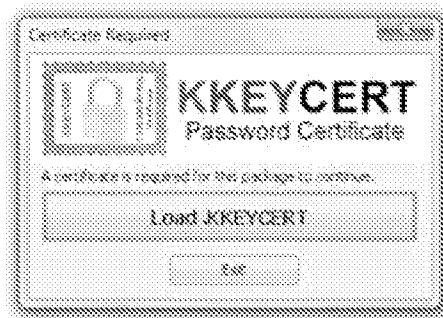 Certificate Required
KKEYCERT
Password Certificate
A certificate is required for this package to continue.
Load KKEYCERT
Exit